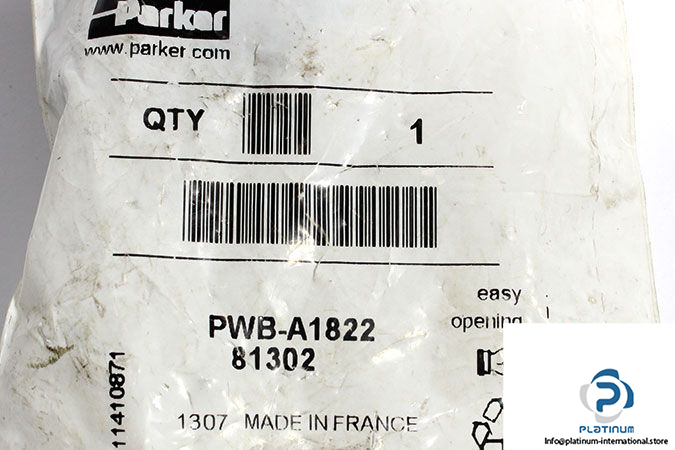 Parker
www.parker.com
QTY 1
PWB-A1822
81302
easy
opening
1307 MADE IN FRANCE
11410871
PLATINUM
Info@platinum-international.store